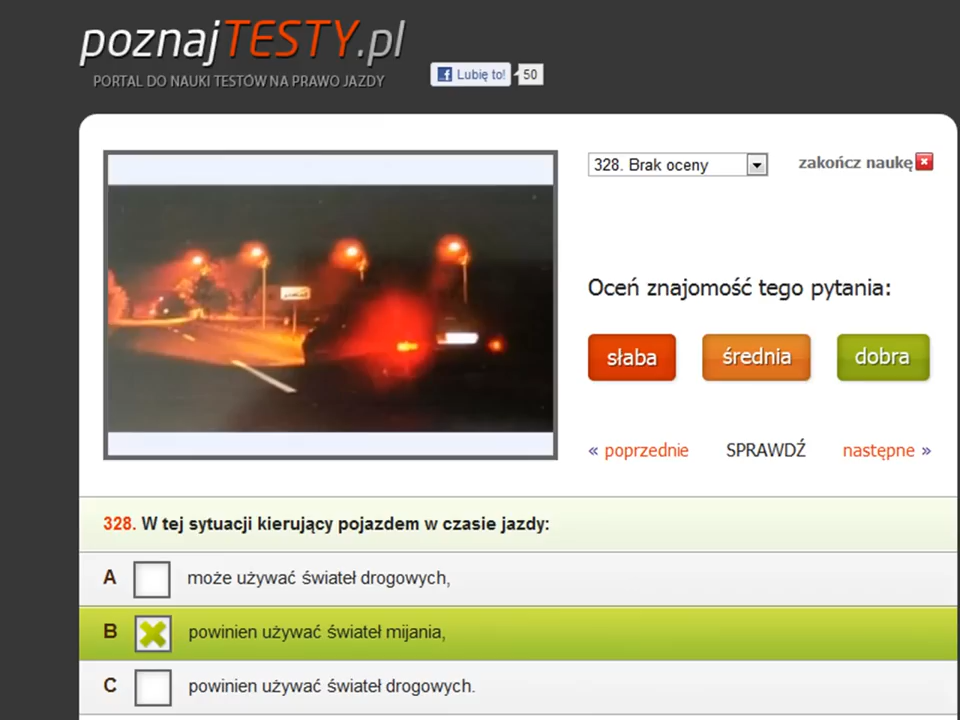 poznajTESTY.pl
PORTAL DO NAUKI TESTÓW NA PRAWO JAZDY
Lubię to! 50
328. Brak oceny
zakończ naukę
Oceń znajomość tego pytania:
słaba średnia dobra
« poprzednie SPRAWDŹ następne »
328. W tej sytuacji kierujący pojazdem w czasie jazdy:
A może używać świateł drogowych,
B powinien używać świateł mijania,
C powinien używać świateł drogowych.